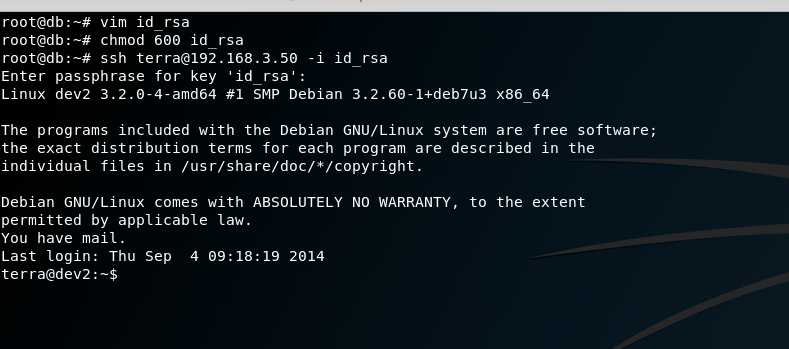 root@db:~# vim id_rsa
root@db:~# chmod 600 id_rsa
root@db:~# ssh terra@192.168.3.50 -i id_rsa
Enter passphrase for key 'id_rsa':
Linux dev2 3.2.0-4-amd64 #1 SMP Debian 3.2.60-1+deb7u3 x86_64
The programs included with the Debian GNU/Linux system are free software;
the exact distribution terms for each program are described in the
individual files in /usr/share/doc/*/copyright.
Debian GNU/Linux comes with ABSOLUTELY NO WARRANTY, to the extent
permitted by applicable law.
You have mail.
Last login: Thu Sep  4 09:18:19 2014
terra@dev2:~$